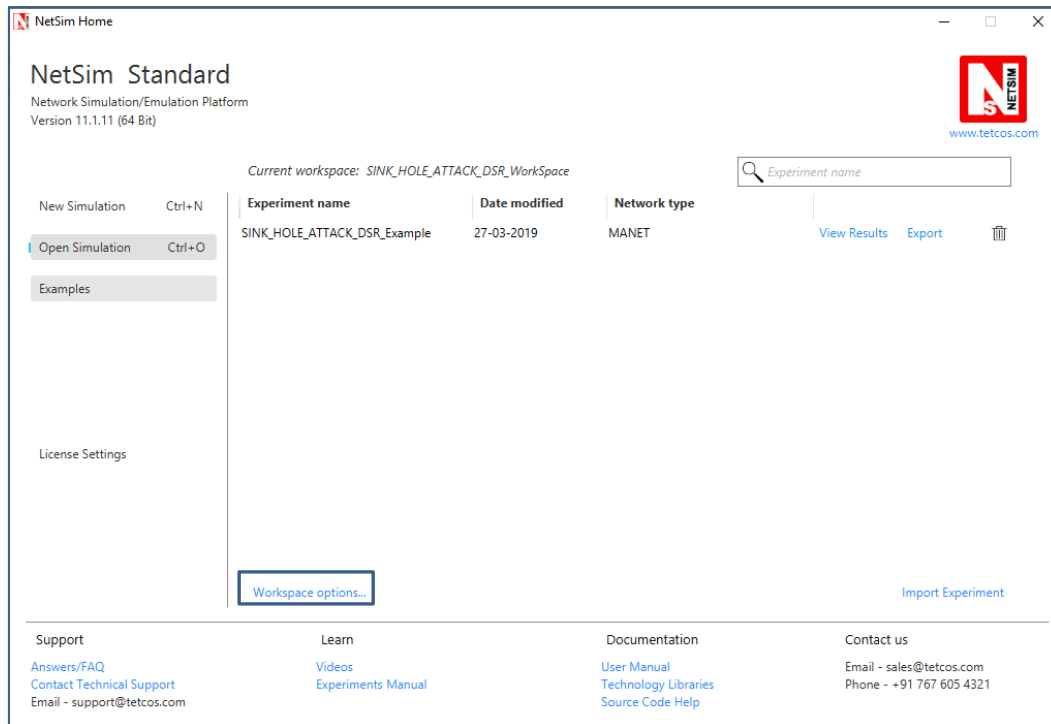 NetSim Home
NetSim Standard
Network Simulation/Emulation Platform
Version 11.1.11 (64 Bit)
NS NETSIM
www.tetcos.com
Current workspace: SINK_HOLE_ATTACK_DSR_WorkSpace
Experiment name
New Simulation Ctrl+N
Open Simulation Ctrl+O
Examples
License Settings
Experiment name Date modified Network type
SINK_HOLE_ATTACK_DSR_Example 27-03-2019 MANET View Results Export
Workspace options...
Import Experiment
Support
Answers/FAQ
Contact Technical Support
Email - support@tetcos.com
Learn
Videos
Experiments Manual
Documentation
User Manual
Technology Libraries
Source Code Help
Contact us
Email - sales@tetcos.com
Phone - +91 767 605 4321